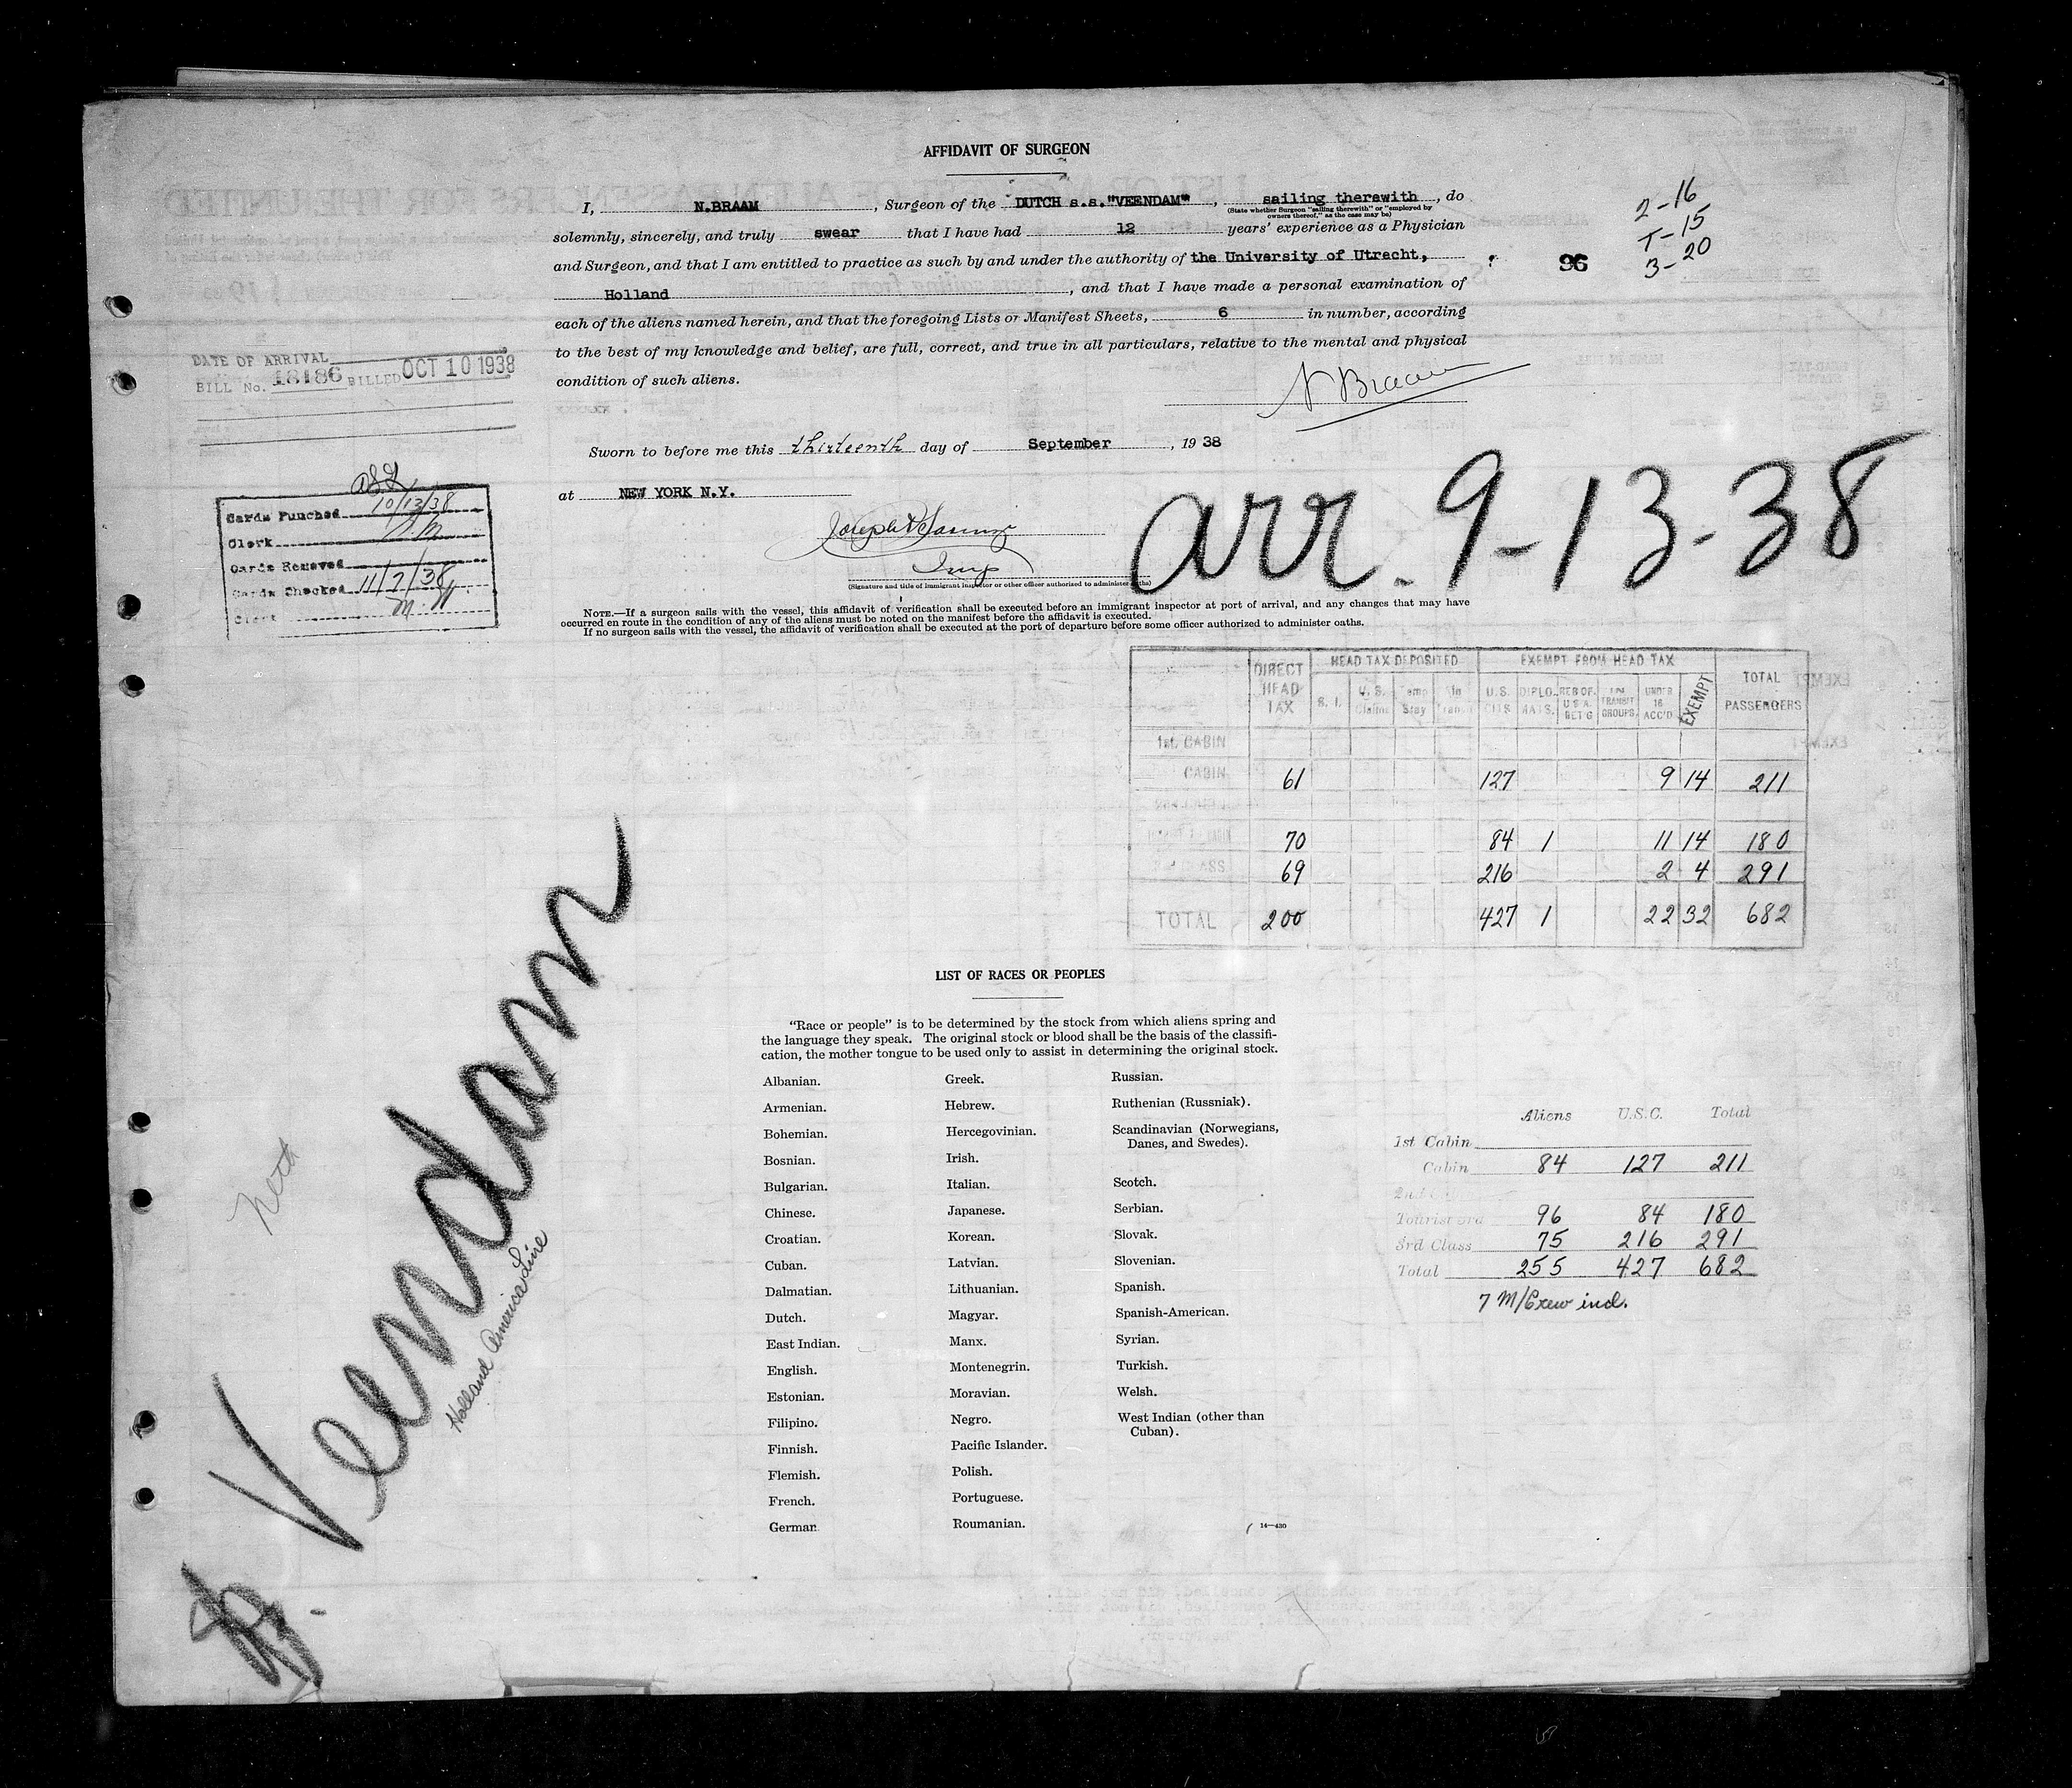 AFFIDAVIT OF SURGEON
I, N.BRAAM, Surgeon of the DUTCH s.s."VEENDAM", sailing therewith, do
(State whether Surgeon "sailing therewith" or "employed by
owners thereof," as the case may be)
solemnly, sincerely, and truly swear that I have had 12 years' experience as a Physician
and Surgeon, and that I am entitled to practice as such by and under the authority of the University of Utrecht,
Holland, and that I have made a personal examination of
each of the aliens named herein, and that the foregoing Lists or Manifest Sheets, 6 in number, according
to the best of my knowledge and belief, are full, correct, and true in all particulars, relative to the mental and physical
condition of such aliens.
N Braam
2-16
T-15
3-20
96
DATE OF ARRIVAL
BILL No. 18186 BILLED OCT 10 1938
Sworn to before me this thirteenth day of September, 1938
at NEW YORK N.Y.
Insp
(Signature and title of immigrant inspector or other officer authorized to administer oaths)
arr. 9-13-38
Cards Punched 10/13/38
Clerk
Cards Removed
Cards Checked 11/7/38
Clerk
NOTE.—If a surgeon sails with the vessel, this affidavit of verification shall be executed before an immigrant inspector at port of arrival, and any changes that may have
occurred en route in the condition of any of the aliens must be noted on the manifest before the affidavit is executed.
If no surgeon sails with the vessel, the affidavit of verification shall be executed at the port of departure before some officer authorized to administer oaths.
DIRECT HEAD TAX HEAD TAX DEPOSITED EXEMPT FROM HEAD TAX TOTAL PASSENGERS
S. I. U. S. Claims Temp Stay In Transit U.S. CITS. DIPLOMATS. RES OF U S A RET'G TRANSIT GROUPS. UNDER 16 ACC'D EXEMPT
1st. CABIN
CABIN 61 127 9 14 211
70 84 1 11 14 180
CLASS 69 216 2 4 291
TOTAL 200 427 1 22 32 682
LIST OF RACES OR PEOPLES
"Race or people" is to be determined by the stock from which aliens spring and
the language they speak. The original stock or blood shall be the basis of the classifi-
cation, the mother tongue to be used only to assist in determining the original stock.
Albanian.
Armenian.
Bohemian.
Bosnian.
Bulgarian.
Chinese.
Croatian.
Cuban.
Dalmatian.
Dutch.
East Indian.
English.
Estonian.
Filipino.
Finnish.
Flemish.
French.
German.
Greek.
Hebrew.
Hercegovinian.
Irish.
Italian.
Japanese.
Korean.
Latvian.
Lithuanian.
Magyar.
Manx.
Montenegrin.
Moravian.
Negro.
Pacific Islander.
Polish.
Portuguese.
Roumanian.
Russian.
Ruthenian (Russniak).
Scandinavian (Norwegians,
Danes, and Swedes).
Scotch.
Serbian.
Slovak.
Slovenian.
Spanish.
Spanish-American.
Syrian.
Turkish.
Welsh.
West Indian (other than
Cuban).
14—430
Aliens U.S.C. Total
1st Cabin
Cabin 84 127 211
Tourist 3rd 96 84 180
3rd Class 75 216 291
Total 255 427 682
7 M/Crew incl.
Neth
Veendam
Holland America Line